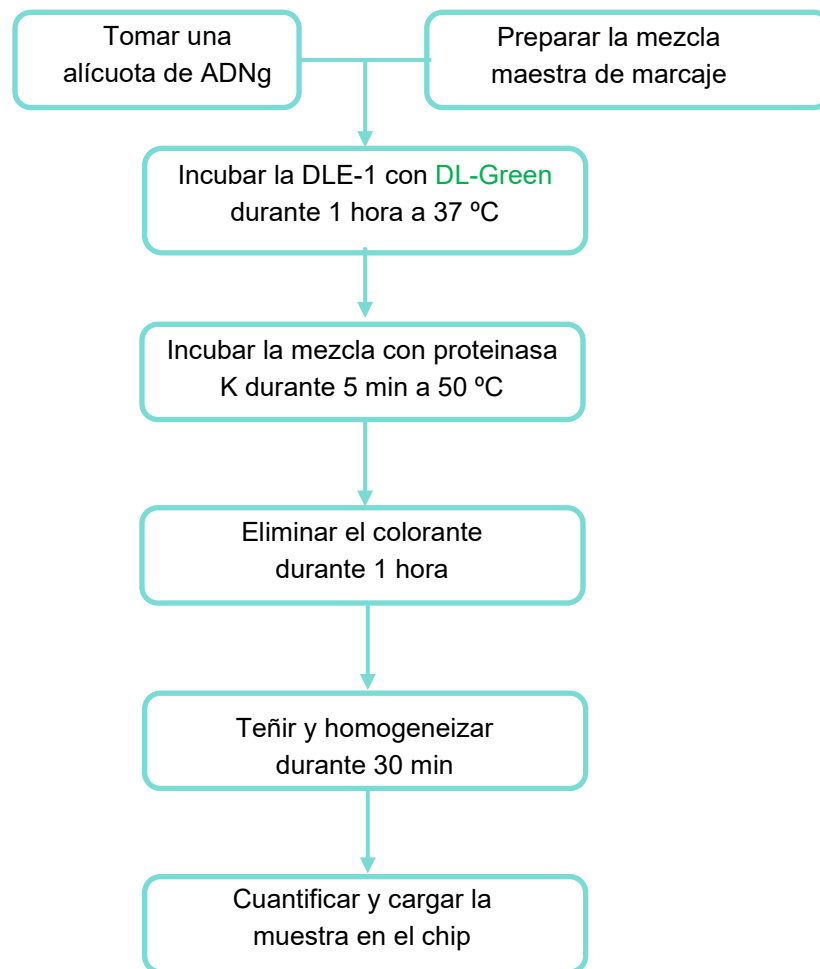 Tomar una
alícuota de ADNg
Preparar la mezcla
maestra de marcaje
Incubar la DLE-1 con DL-Green
durante 1 hora a 37 ºC
Incubar la mezcla con proteinasa
K durante 5 min a 50 ºC
Eliminar el colorante
durante 1 hora
Teñir y homogeneizar
durante 30 min
Cuantificar y cargar la
muestra en el chip